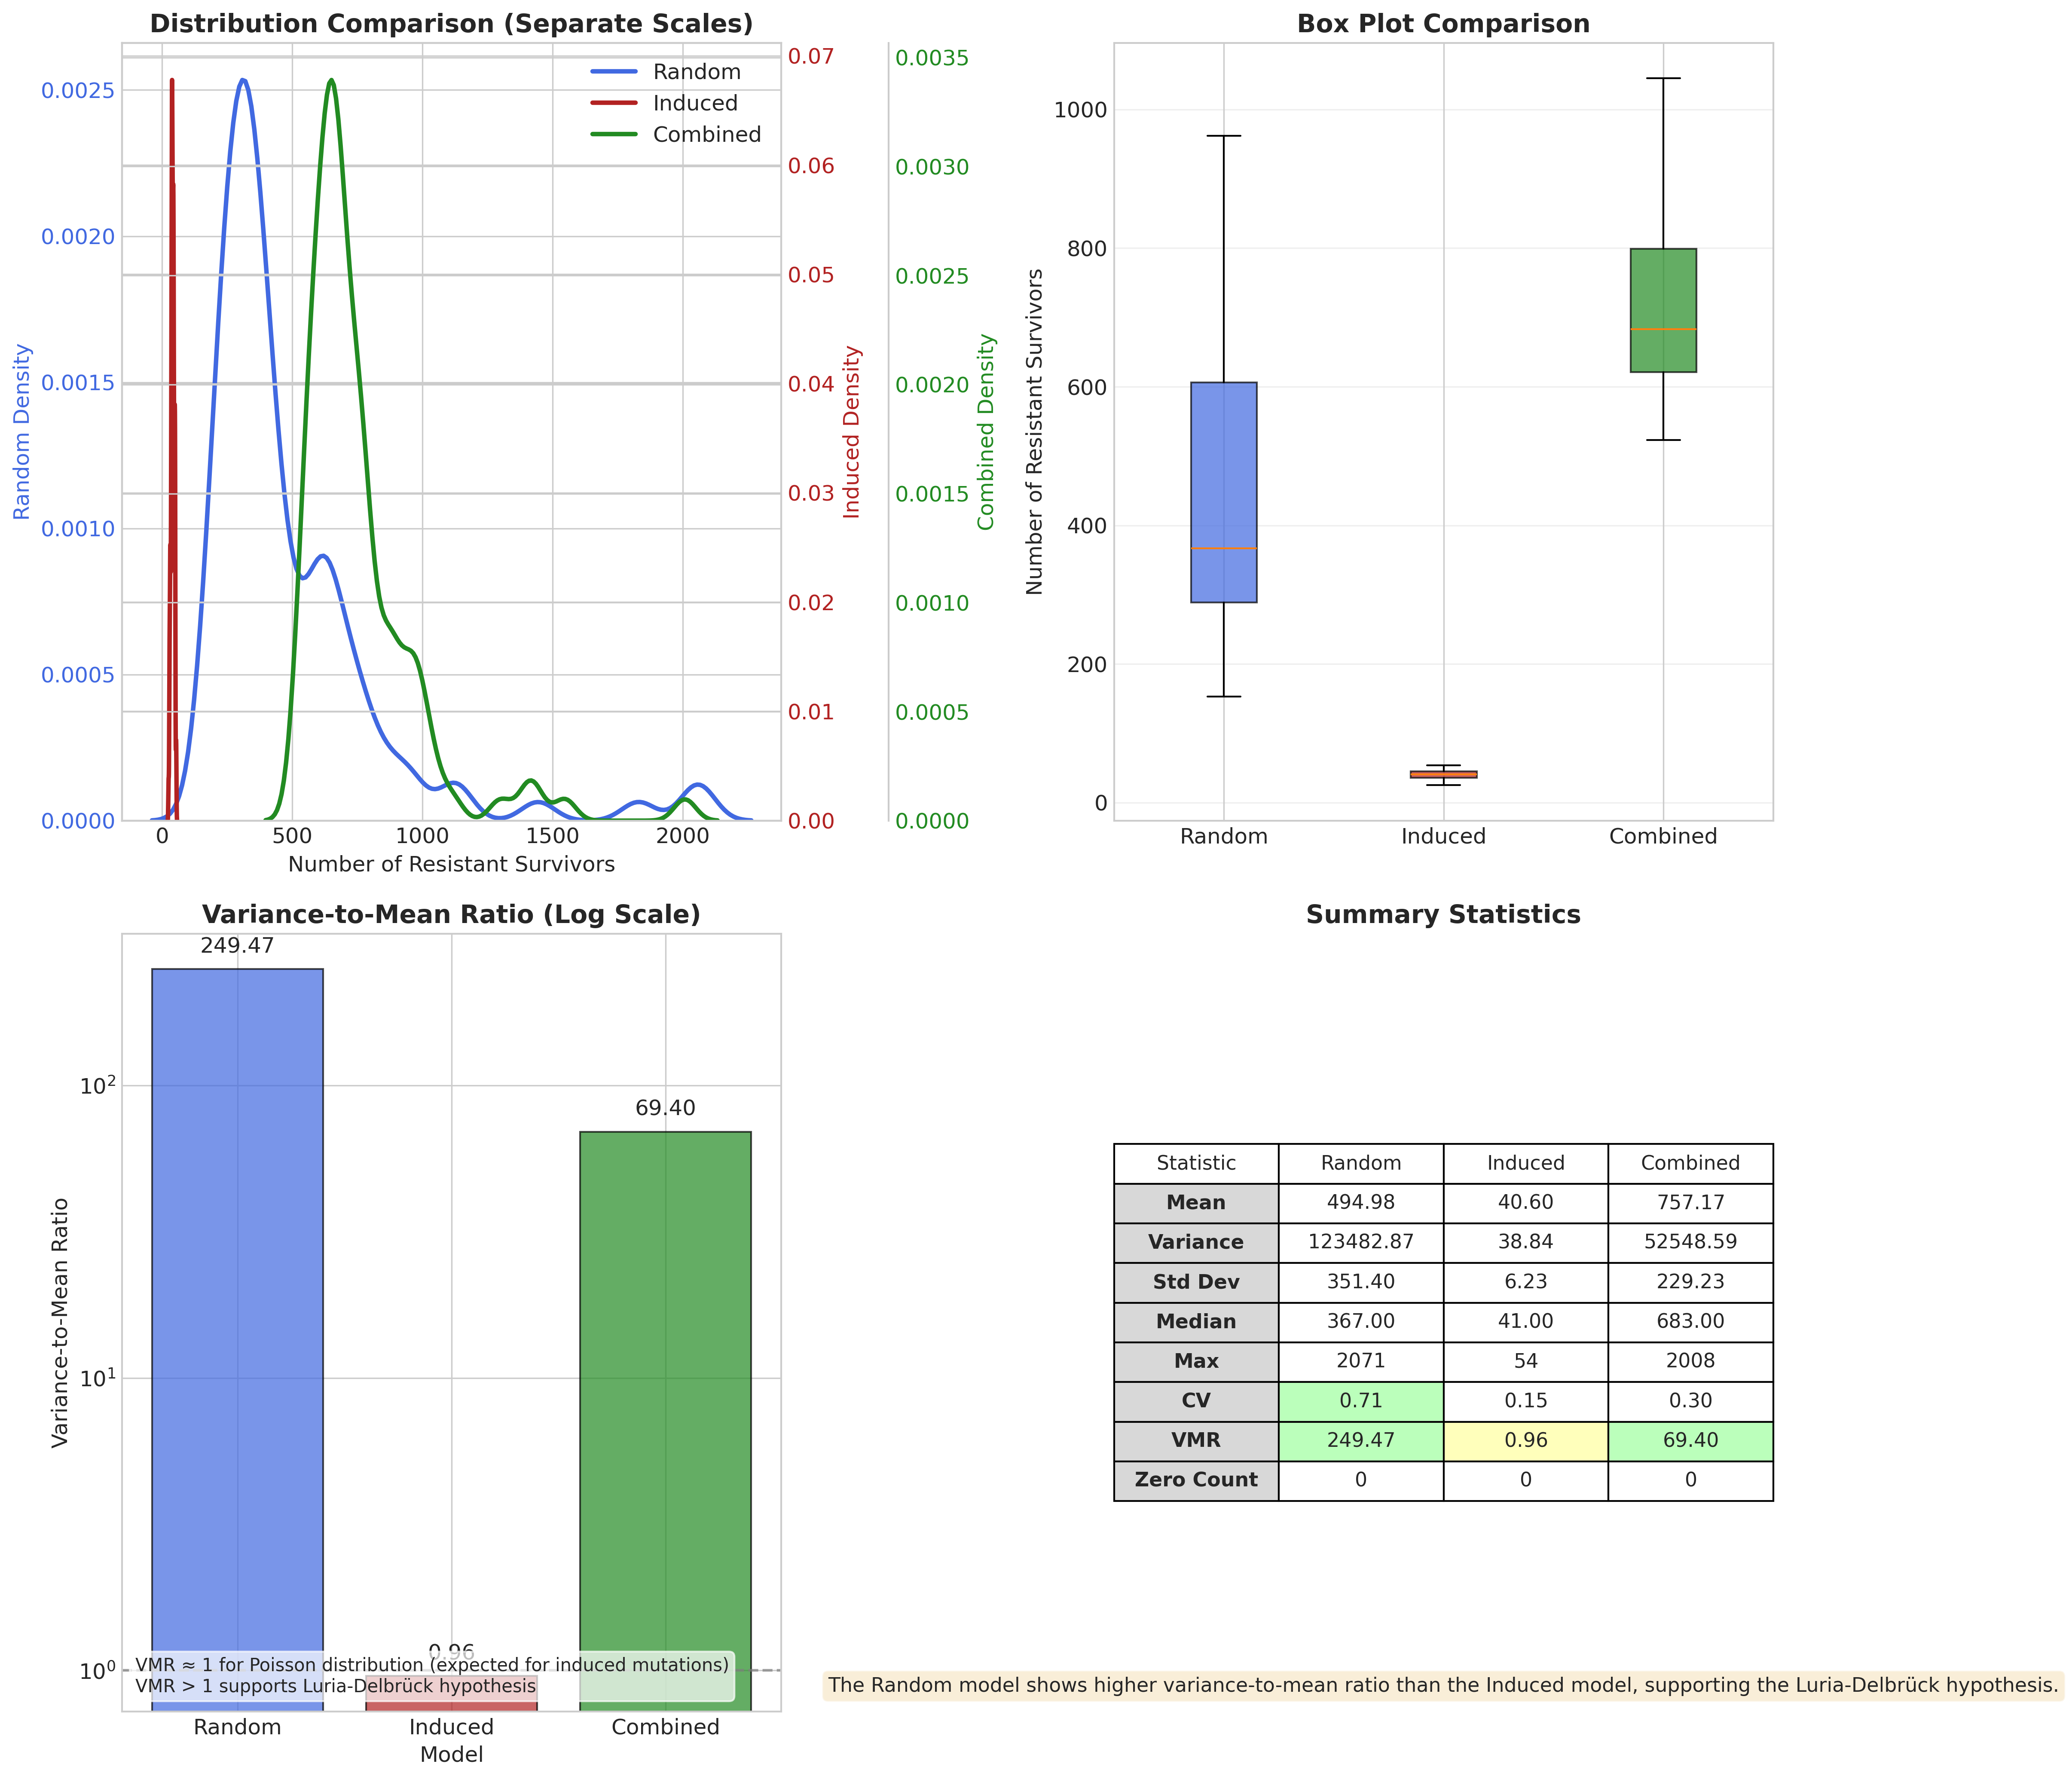 Distribution Comparison (Separate Scales)
Random
Induced
Combined
Random Density
0.0025
0.0020
0.0015
0.0010
0.0005
0.0000
0 500 1000 1500 2000
Number of Resistant Survivors
0.07
0.06
0.05
0.04
0.03
0.02
0.01
0.00
Induced Density
0.0035
0.0030
0.0025
0.0020
0.0015
0.0010
0.0005
0.0000
Combined Density
Box Plot Comparison
Number of Resistant Survivors
1000
800
600
400
200
0
Random Induced Combined
Variance-to-Mean Ratio (Log Scale)
249.47
69.40
0.96
Variance-to-Mean Ratio
10²
10¹
10⁰
VMR ≈ 1 for Poisson distribution (expected for induced mutations)
VMR > 1 supports Luria-Delbrück hypothesis
Random Induced Combined
Model
Summary Statistics
Statistic Random Induced Combined
Mean 494.98 40.60 757.17
Variance 123482.87 38.84 52548.59
Std Dev 351.40 6.23 229.23
Median 367.00 41.00 683.00
Max 2071 54 2008
CV 0.71 0.15 0.30
VMR 249.47 0.96 69.40
Zero Count 0 0 0
The Random model shows higher variance-to-mean ratio than the Induced model, supporting the Luria-Delbrück hypothesis.